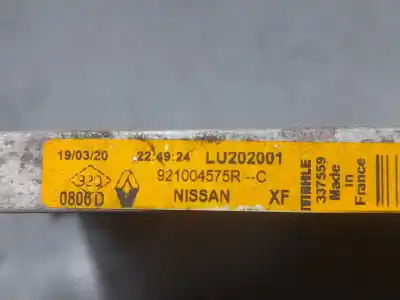 19/03/20 22:49:24 LU202001
921004575R--C
0806D NISSAN XF
MAHLE
337559
Made in
France